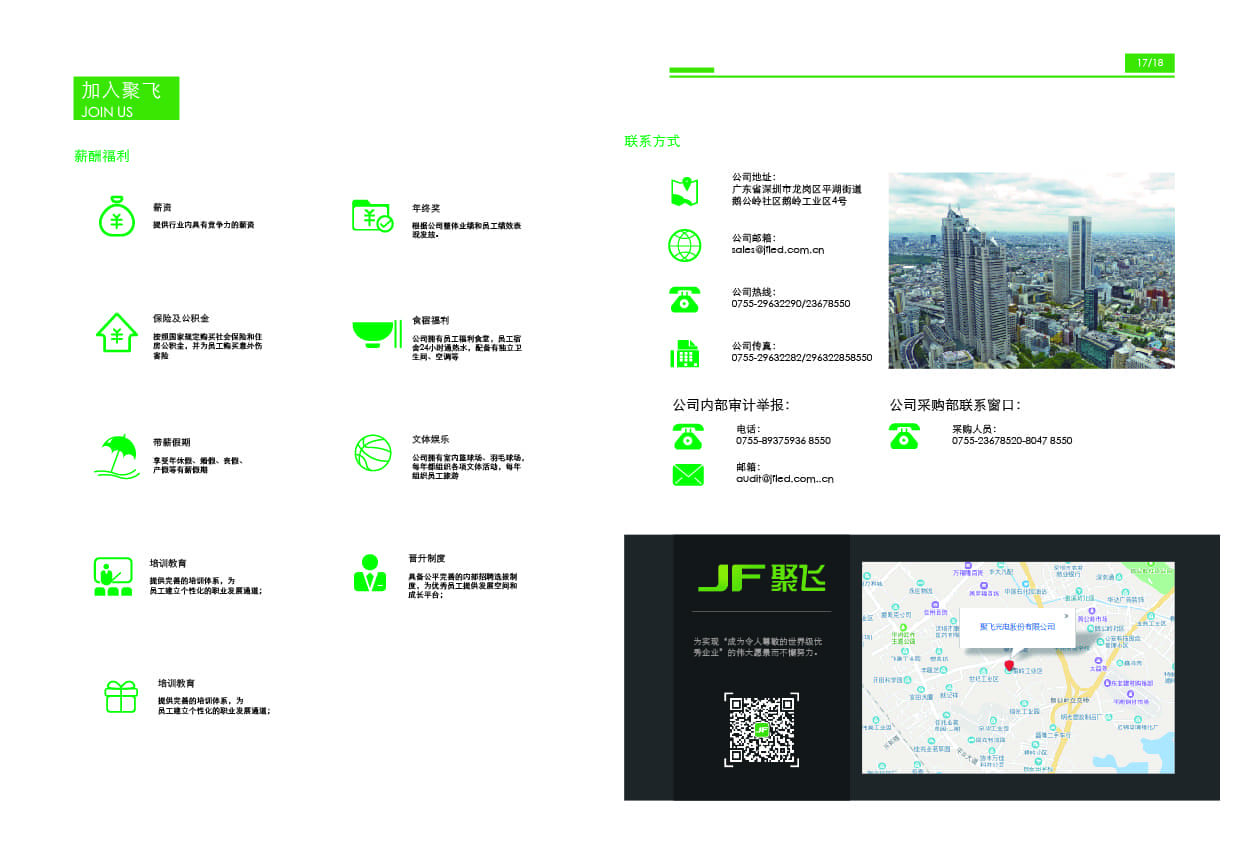 加入聚飞
JOIN US
薪酬福利
薪资
提供行业内具有竞争力的薪资
年终奖
根据公司整体业绩和员工绩效表
现发放。
保险及公积金
按照国家规定购买社会保险和住
房公积金，并为员工购买意外伤
害险
食宿福利
公司拥有员工福利食堂，员工宿
舍24小时通热水，配备有独立卫
生间、空调等
带薪假期
享受年休假、婚假、丧假、
产假等有薪假期
文体娱乐
公司拥有室内篮球场、羽毛球场，
每年都组织各项文体活动，每年
组织员工旅游
培训教育
提供完善的培训体系，为
员工建立个性化的职业发展通道；
晋升制度
具备公平完善的内部招聘选拔制
度，为优秀员工提供发展空间和
成长平台；
培训教育
提供完善的培训体系，为
员工建立个性化的职业发展通道；
17/18
联系方式
公司地址：
广东省深圳市龙岗区平湖街道
鹅公岭社区鹅岭工业区4号
公司邮箱：
sales@jfled.com.cn
公司热线：
0755-29632290/23678550
公司传真：
0755-29632282/296322858550
公司内部审计举报：
电话：
0755-89375936 8550
邮箱：
audit@jfled.com..cn
公司采购部联系窗口：
采购人员：
0755-23678520-8047 8550
JF 聚飞
为实现“成为令人尊敬的世界级优
秀企业”的伟大愿景而不懈努力。
JF
聚飞光电股份有限公司